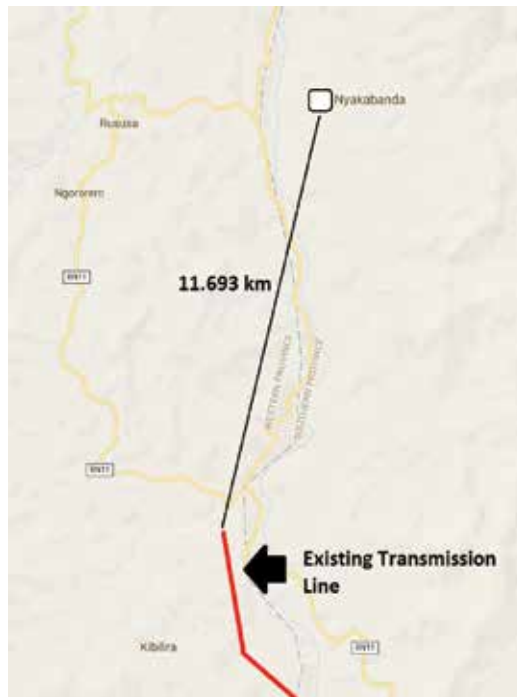 Nyakabanda
Rususa
Ngororero
RN11
11.693 km
WESTERN PROVINCE
SOUTHERN PROVINCE
RN11
Existing Transmission
Line
Kibilira
RN11